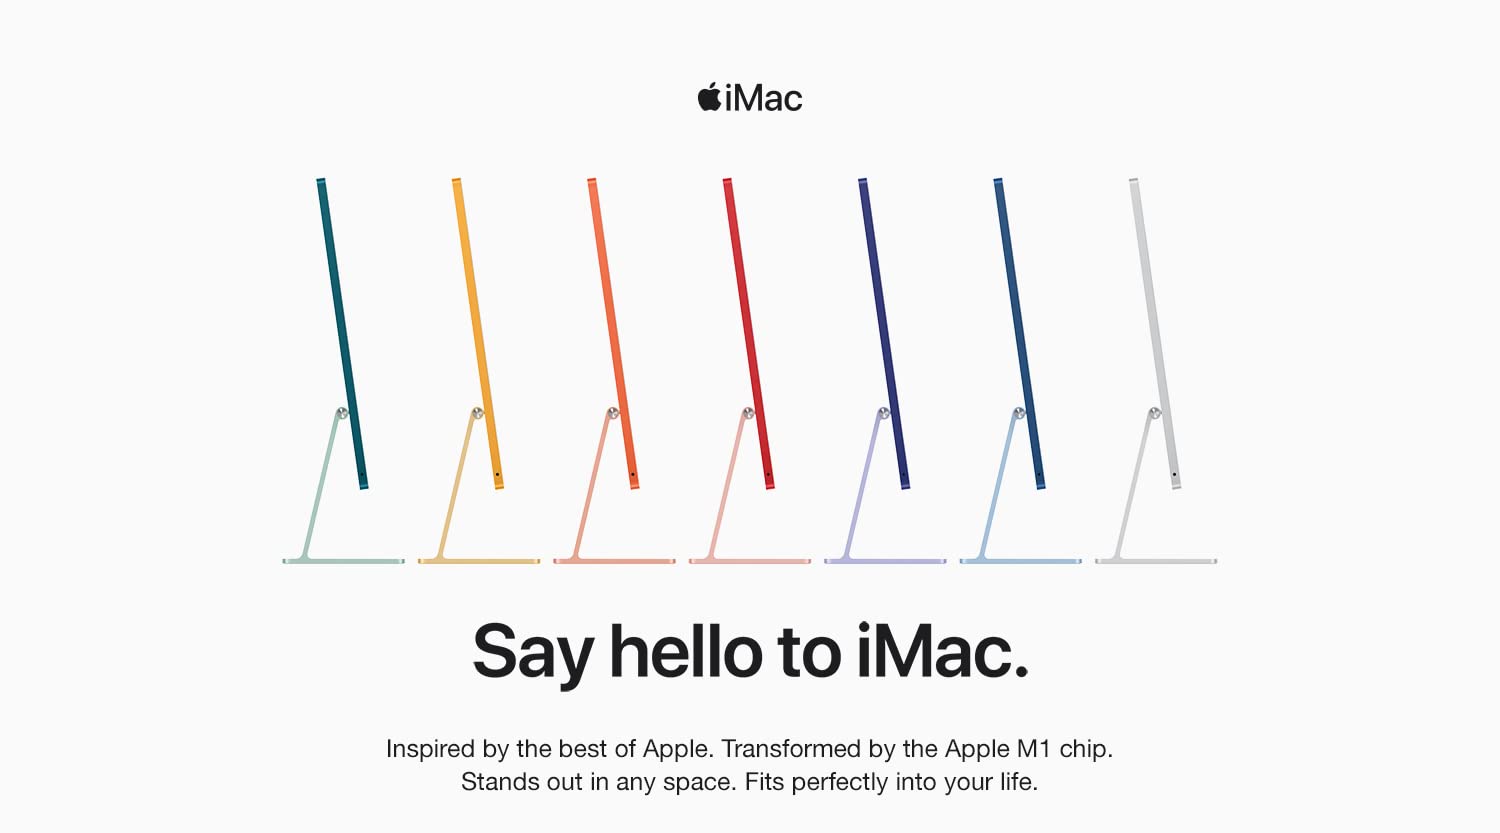 iMac
Say hello to iMac.
Inspired by the best of Apple. Transformed by the Apple M1 chip.
Stands out in any space. Fits perfectly into your life.